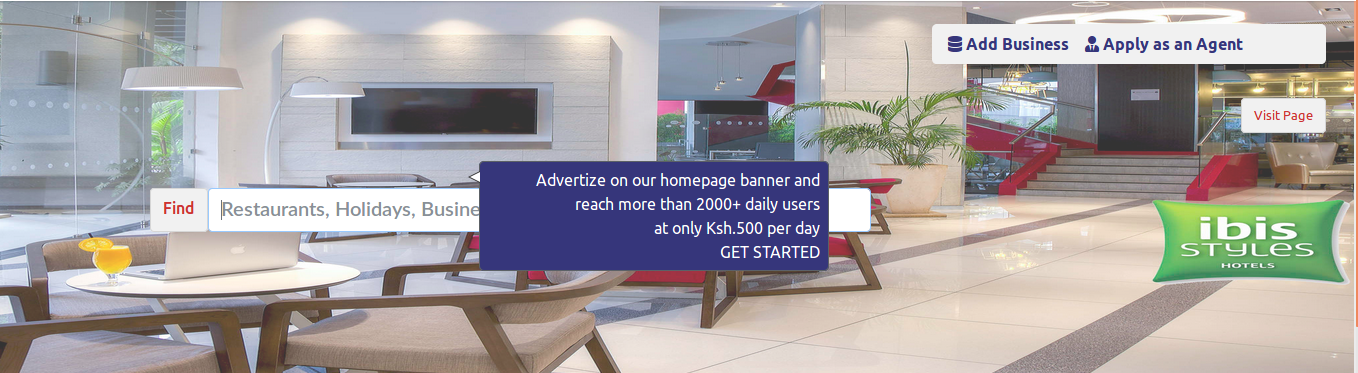 Add Business Apply as an Agent
Visit Page
Advertize on our homepage banner and
reach more than 2000+ daily users
at only Ksh.500 per day
GET STARTED
Find Restaurants, Holidays, Busine
ibis
STYLES
HOTELS